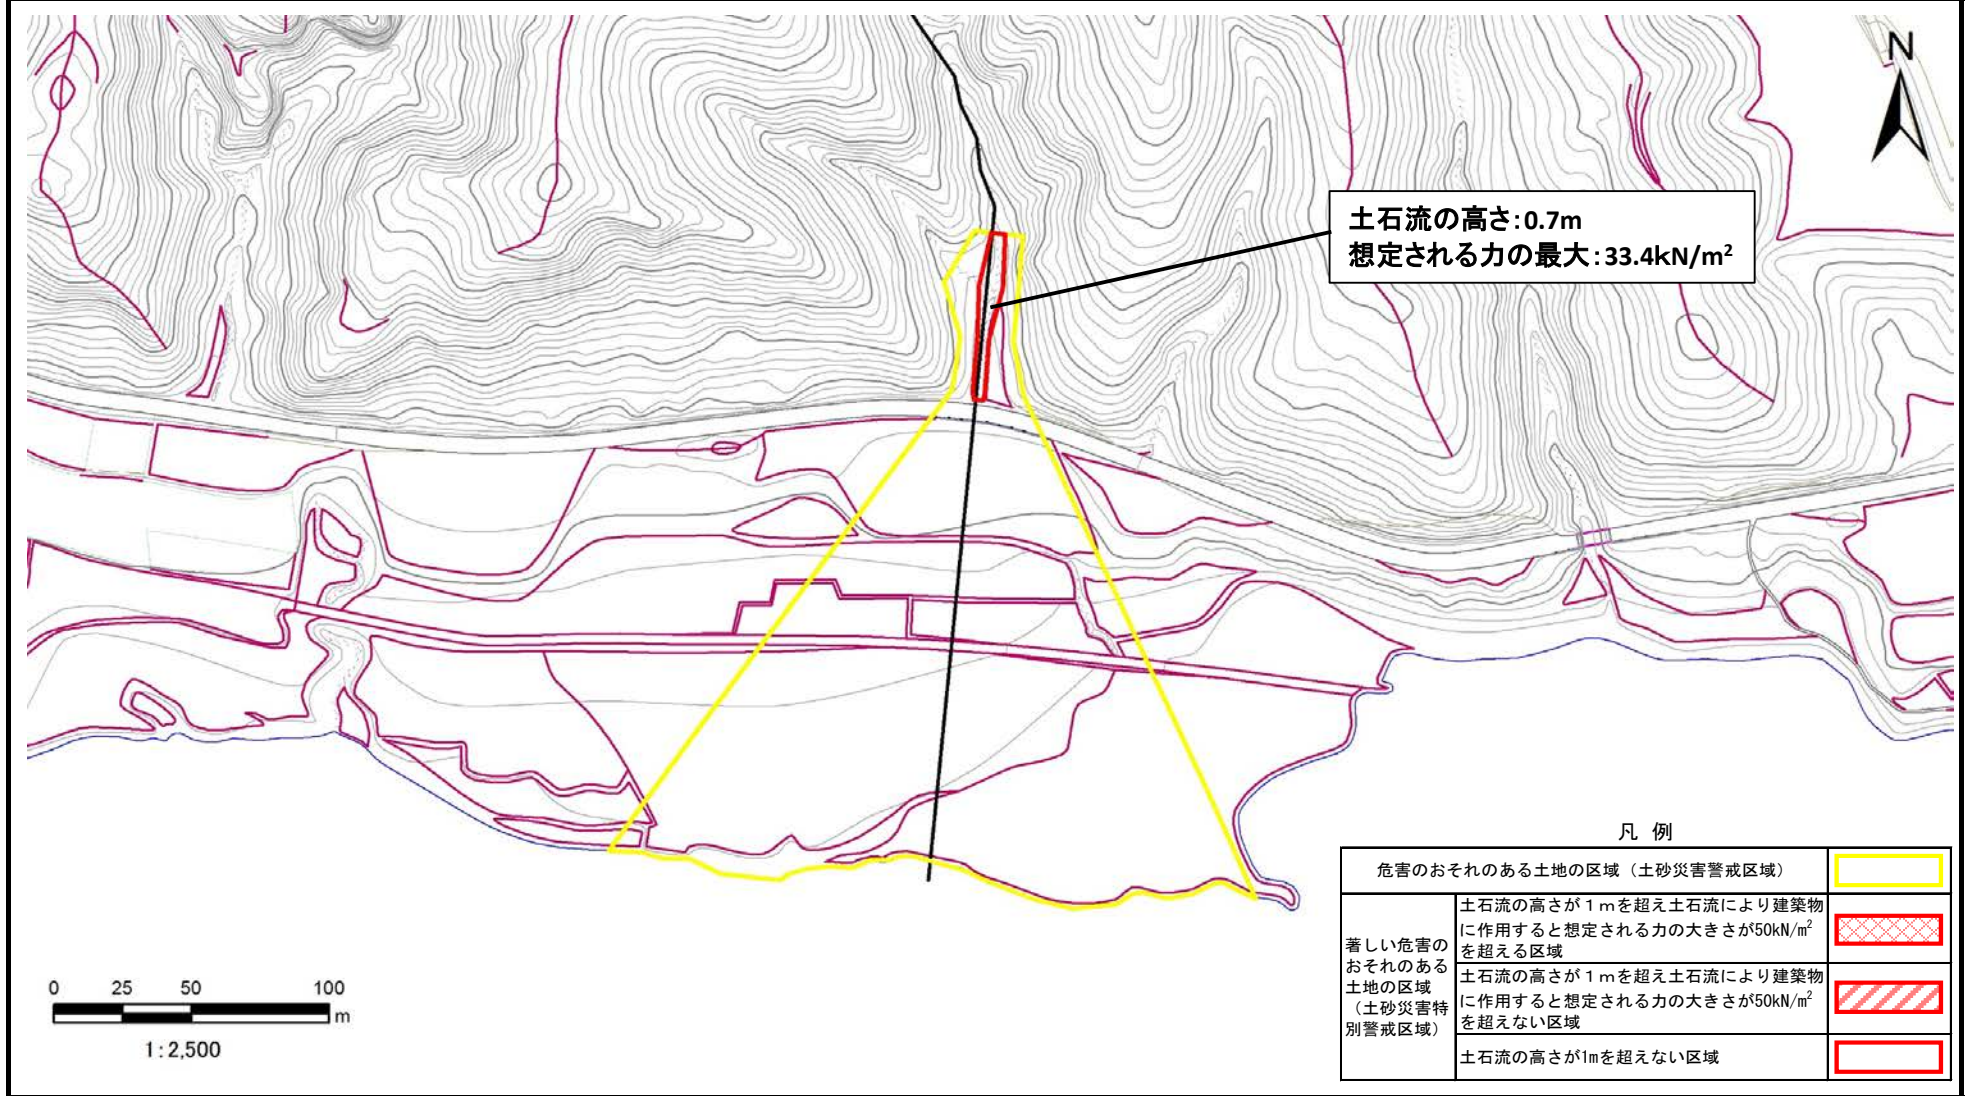 N
土石流の高さ:0.7m
想定される力の最大:33.4kN/m²
凡 例
危害のおそれのある土地の区域（土砂災害警戒区域）
著しい危害の
おそれのある
土地の区域
（土砂災害特
別警戒区域）
土石流の高さが１ｍを超え土石流により建築物
に作用すると想定される力の大きさが50kN/㎡
を超える区域
土石流の高さが１ｍを超え土石流により建築物
に作用すると想定される力の大きさが50kN/㎡
を超えない区域
土石流の高さが1mを超えない区域
0 25 50 100
m
1:2,500